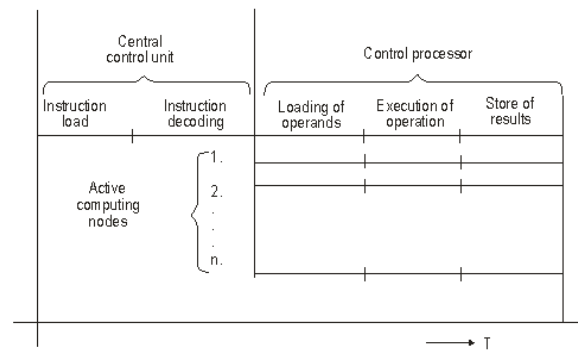 Central
control unit
Control processor
Instruction
load
Instruction
decoding
Loading of
operands
Execution of
operation
Store of
results
Active
computing
nodes
1.
2.
.
.
.
n.
T